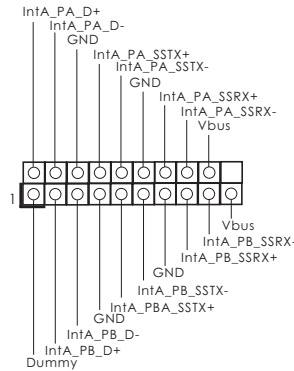 IntA_PA_D+
IntA_PA_D-
GND
IntA_PA_SSTX+
IntA_PA_SSTX-
GND
IntA_PA_SSRX+
IntA_PA_SSRX-
Vbus
1
Vbus
IntA_PB_SSRX-
IntA_PB_SSRX+
GND
IntA_PB_SSTX-
IntA_PBA_SSTX+
GND
IntA_PB_D-
IntA_PB_D+
Dummy